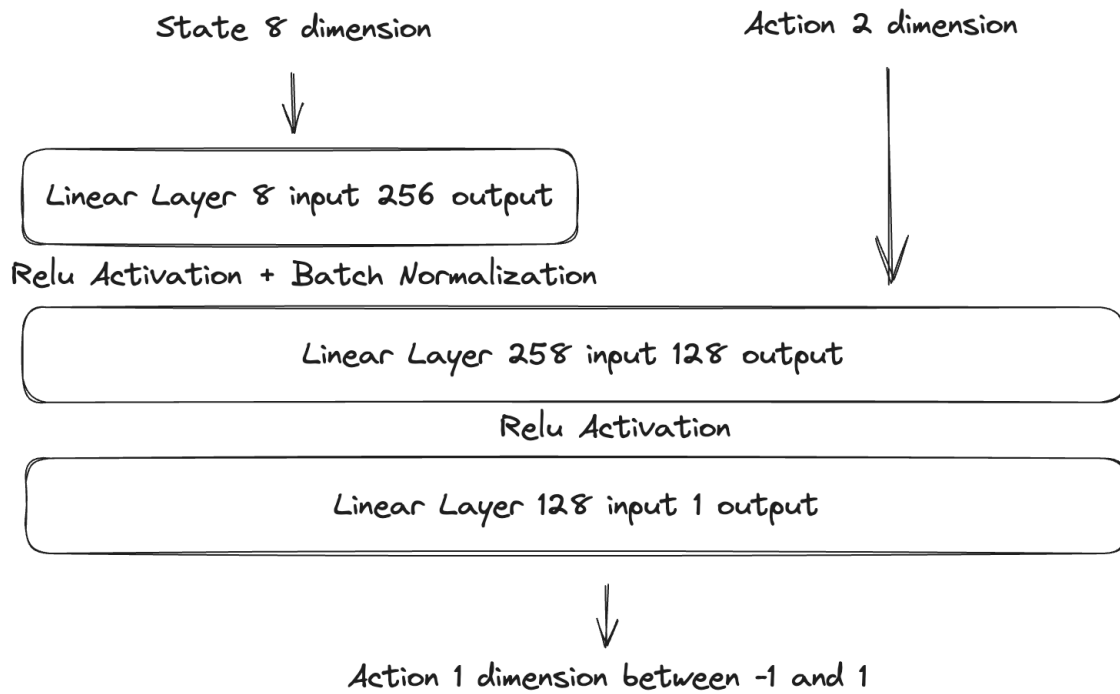 State 8 dimension
Action 2 dimension
Linear Layer 8 input 256 output
Relu Activation + Batch Normalization
Linear Layer 258 input 128 output
Relu Activation
Linear Layer 128 input 1 output
Action 1 dimension between -1 and 1